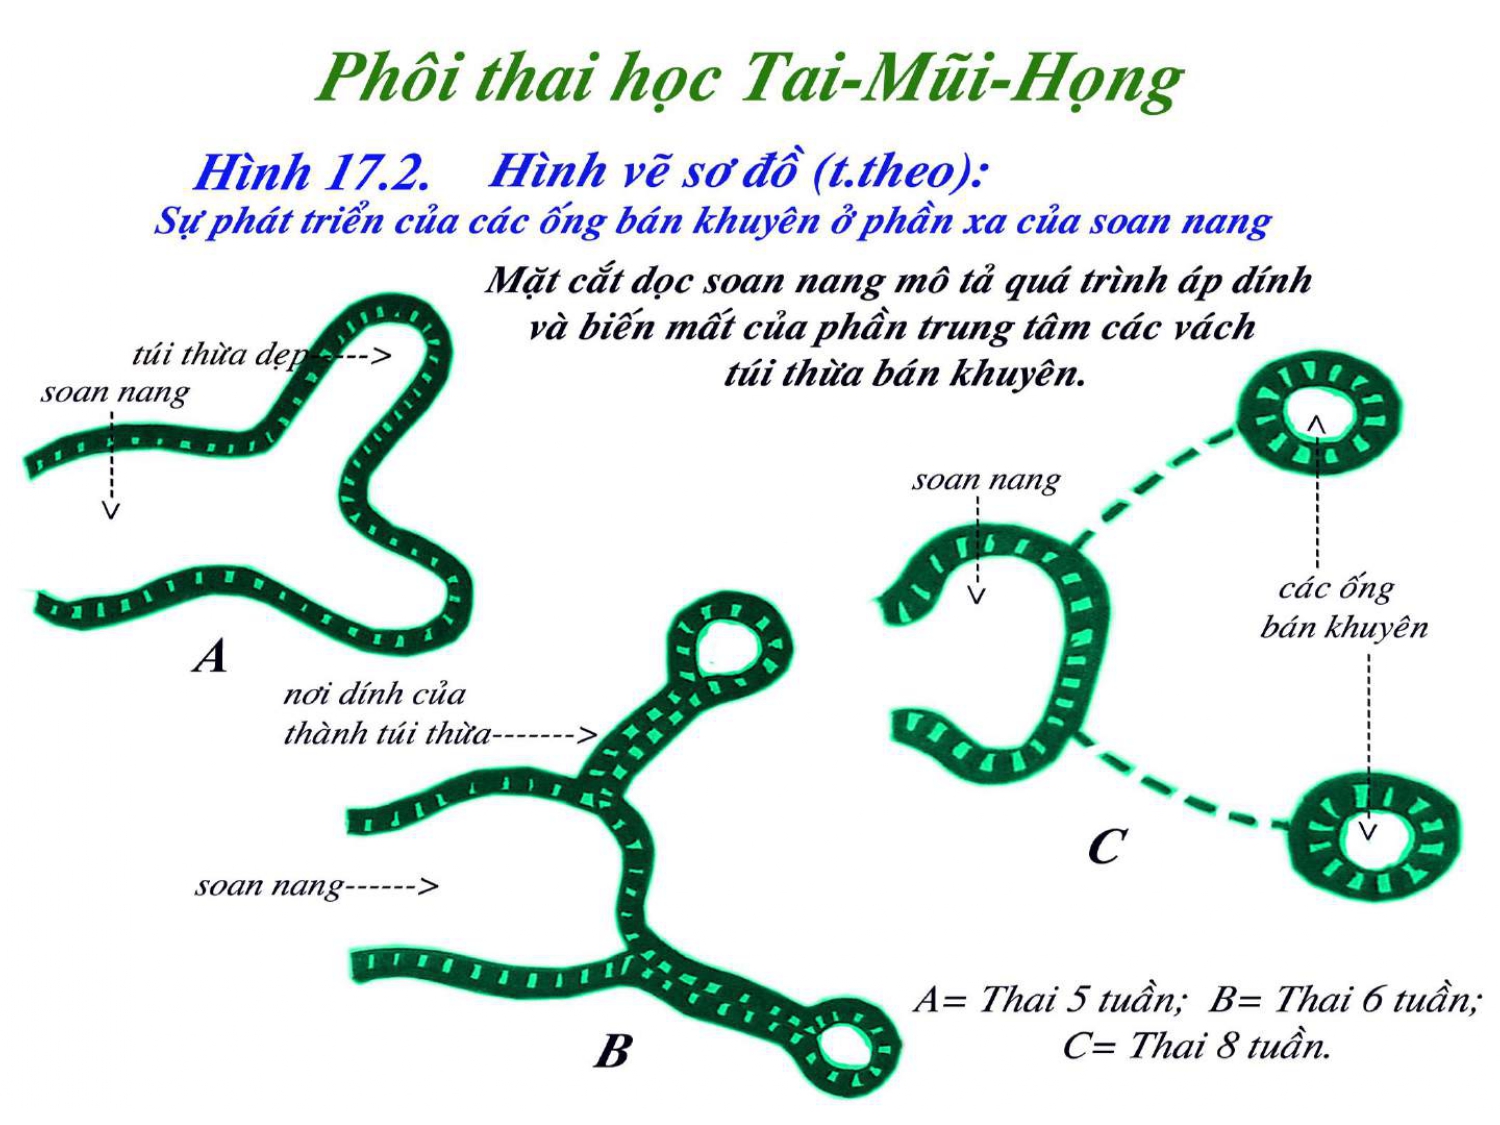 Phôi thai học Tai-Mũi-Họng
Hình 17.2. Hình vẽ sơ đồ (t.theo):
Sự phát triển của các ống bán khuyên ở phần xa của soan nang
Mặt cắt dọc soan nang mô tả quá trình áp dính
và biến mất của phần trung tâm các vách
túi thừa bán khuyên.
túi thừa dẹp----->
soan nang
A
nơi dính của
thành túi thừa------->
soan nang------>
B
soan nang
các ống
bán khuyên
C
A= Thai 5 tuần; B= Thai 6 tuần;
C= Thai 8 tuần.